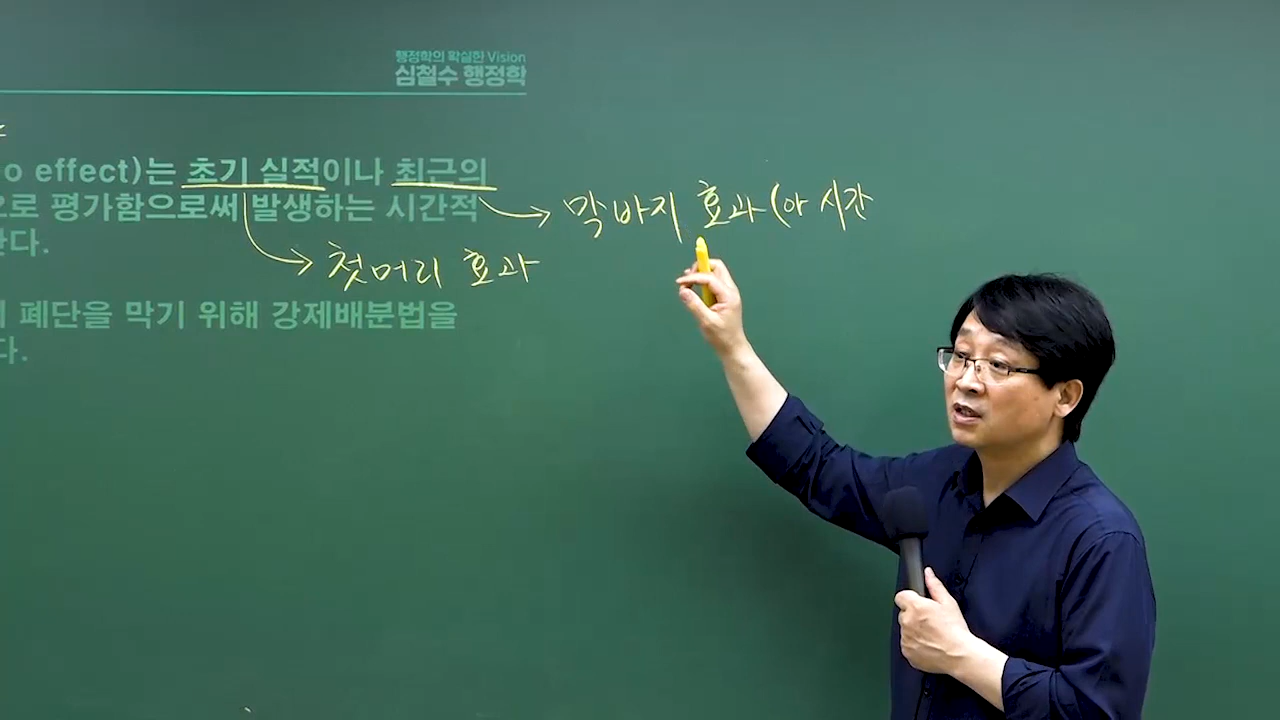 행정학의 확실한 Vision
심철수 행정학
o effect)는 초기 실적이나 최근의
으로 평가함으로써 발생하는 시간적
막바지 효과(아 시간
한다.
첫머리 효과
폐단을 막기 위해 강제배분법을
다.